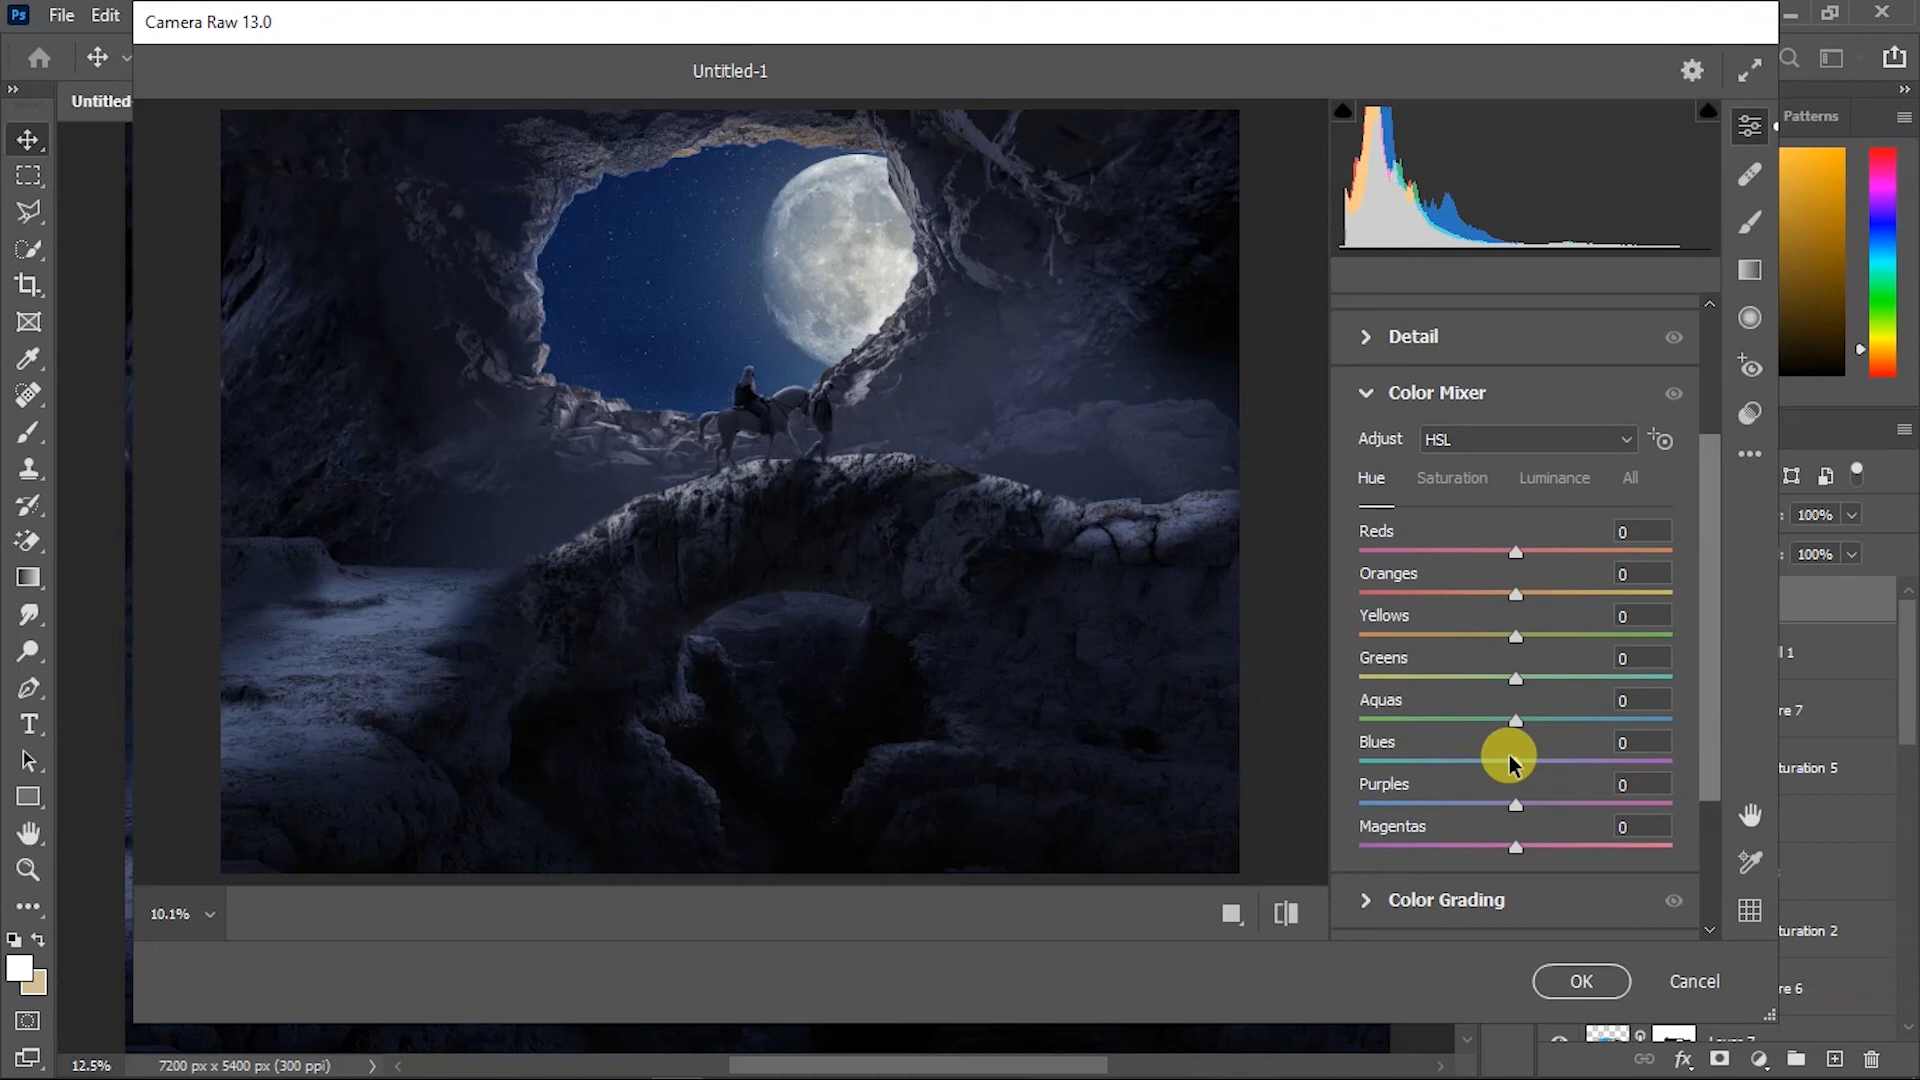 Ps File Edit
Camera Raw 13.0
Untitled-1
Untitled
Patterns
Detail
Color Mixer
Adjust HSL
Hue Saturation Luminance All
Reds 0
Oranges 0
Yellows 0
Greens 0
Aquas 0
Blues 0
Purples 0
Magentas 0
Color Grading
: 100%
: 100%
l 1
re 7
turation 5
turation 2
re 6
10.1%
OK Cancel
12.5% 7200 px x 5400 px (300 ppi)
fx